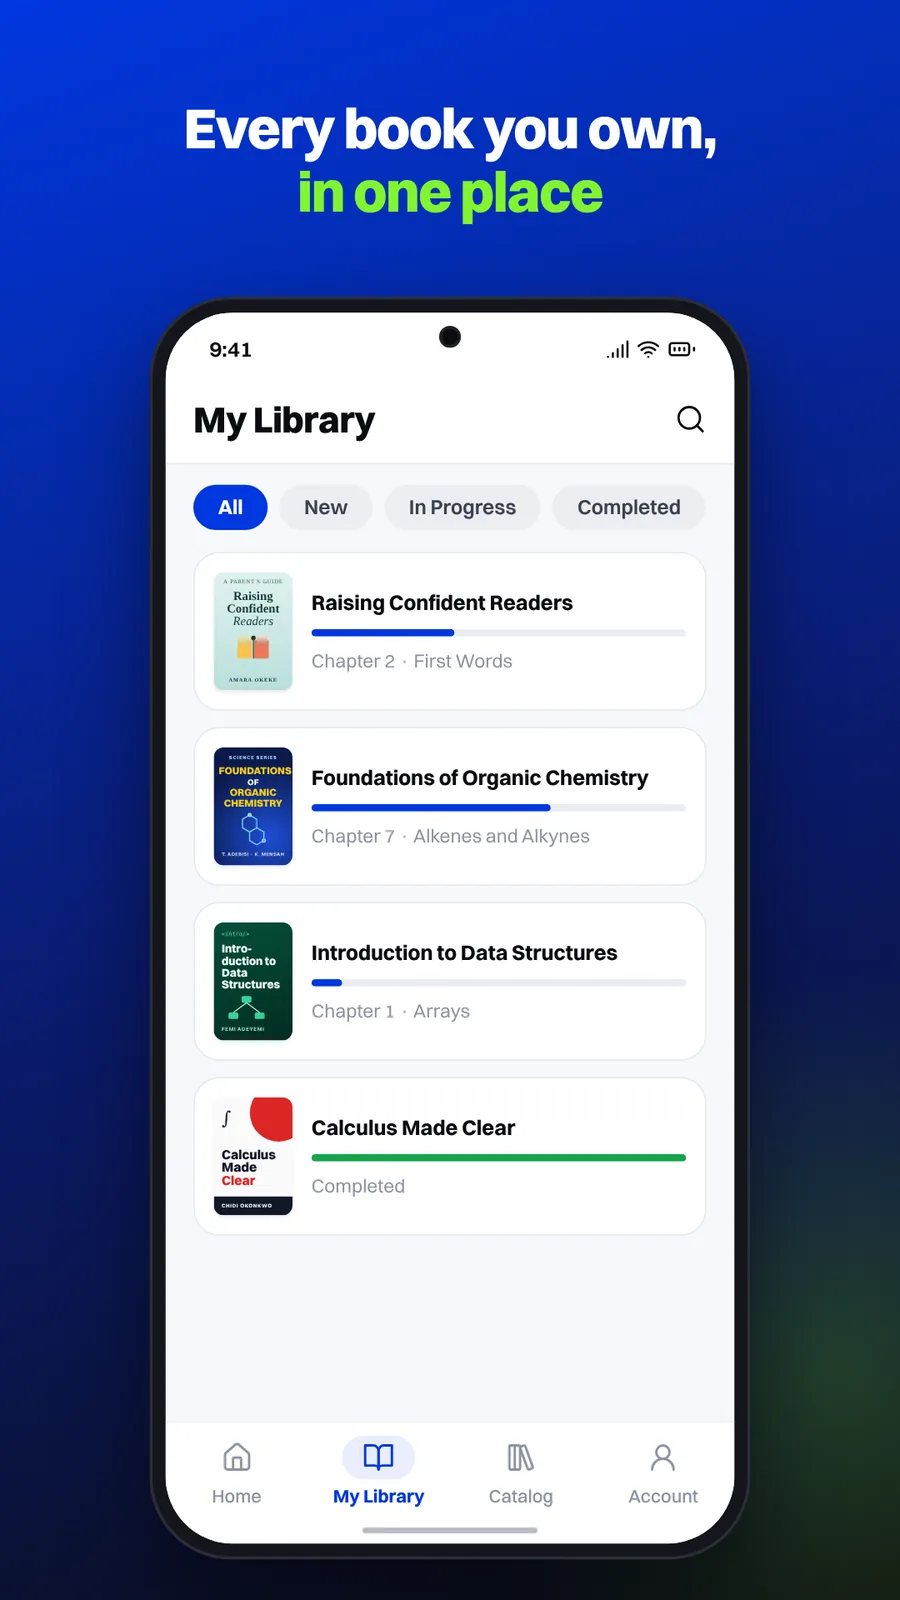 Every book you own,
in one place
9:41
My Library
All
New
In Progress
Completed
A PARENT'S GUIDE
Raising
Confident
Readers
AMARA OKEKE
Raising Confident Readers
Chapter 2 · First Words
SCIENCE SERIES
FOUNDATIONS
OF
ORGANIC
CHEMISTRY
T. ADEBISI · K. MENSAH
Foundations of Organic Chemistry
Chapter 7 · Alkenes and Alkynes
<intro/>
Intro-
duction to
Data
Structures
FEMI ADEYEMI
Introduction to Data Structures
Chapter 1 · Arrays
∫
Calculus
Made
Clear
CHIDI OKONKWO
Calculus Made Clear
Completed
Home
My Library
Catalog
Account